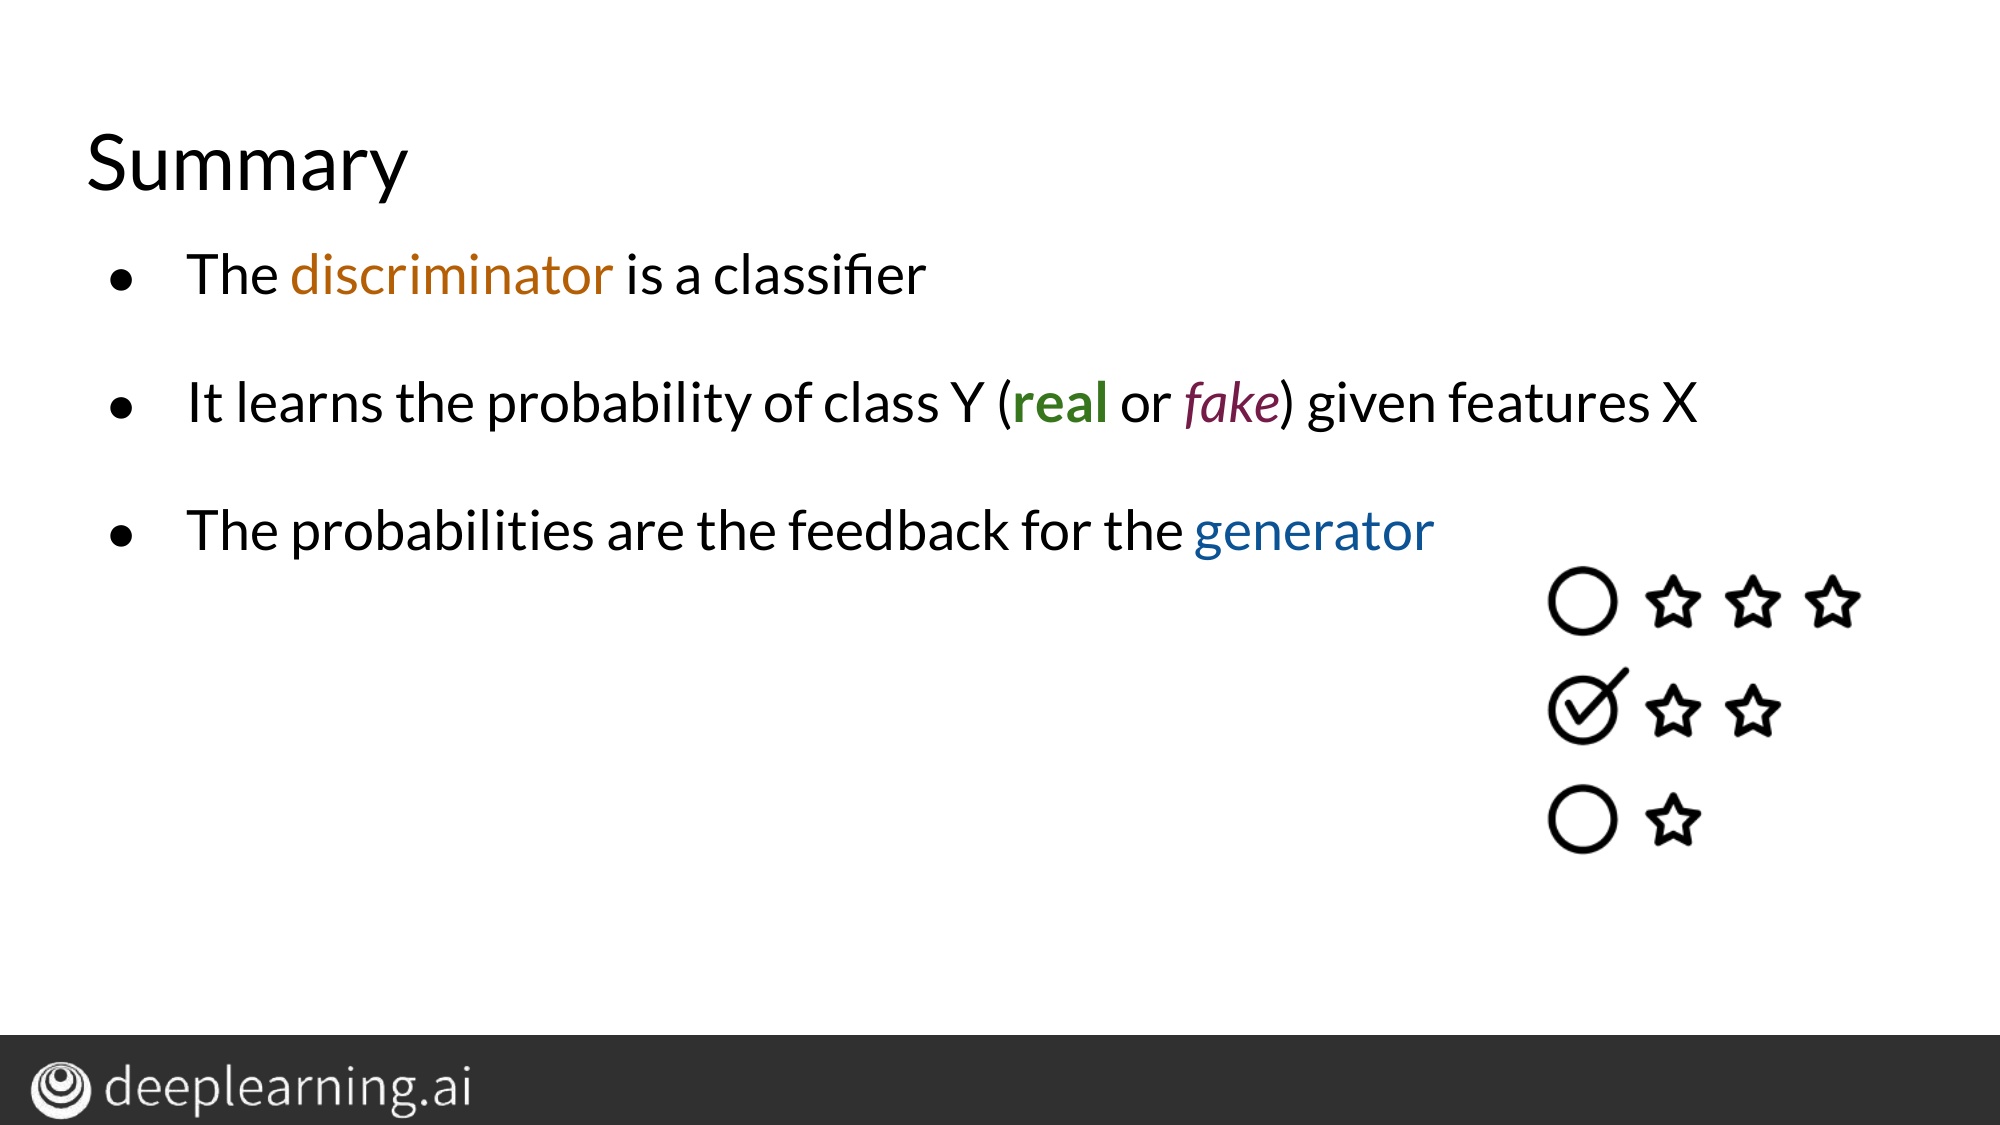 Summary
● The discriminator is a classifier
● It learns the probability of class Y (real or fake) given features X
● The probabilities are the feedback for the generator
deeplearning.ai